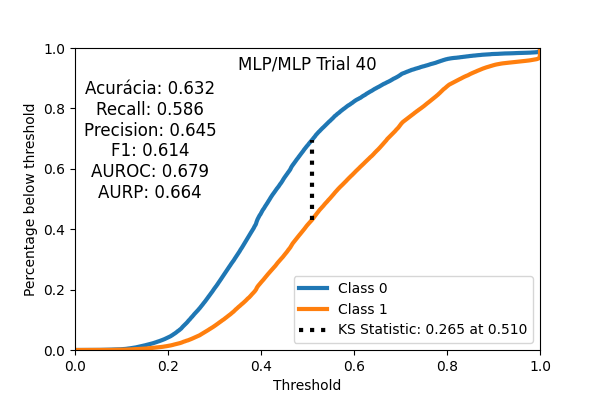 MLP/MLP Trial 40
Acurácia: 0.632
Recall: 0.586
Precision: 0.645
F1: 0.614
AUROC: 0.679
AURP: 0.664
Percentage below threshold
1.0
0.8
0.6
0.4
0.2
0.0
Class 0
Class 1
KS Statistic: 0.265 at 0.510
0.0 0.2 0.4 0.6 0.8 1.0
Threshold